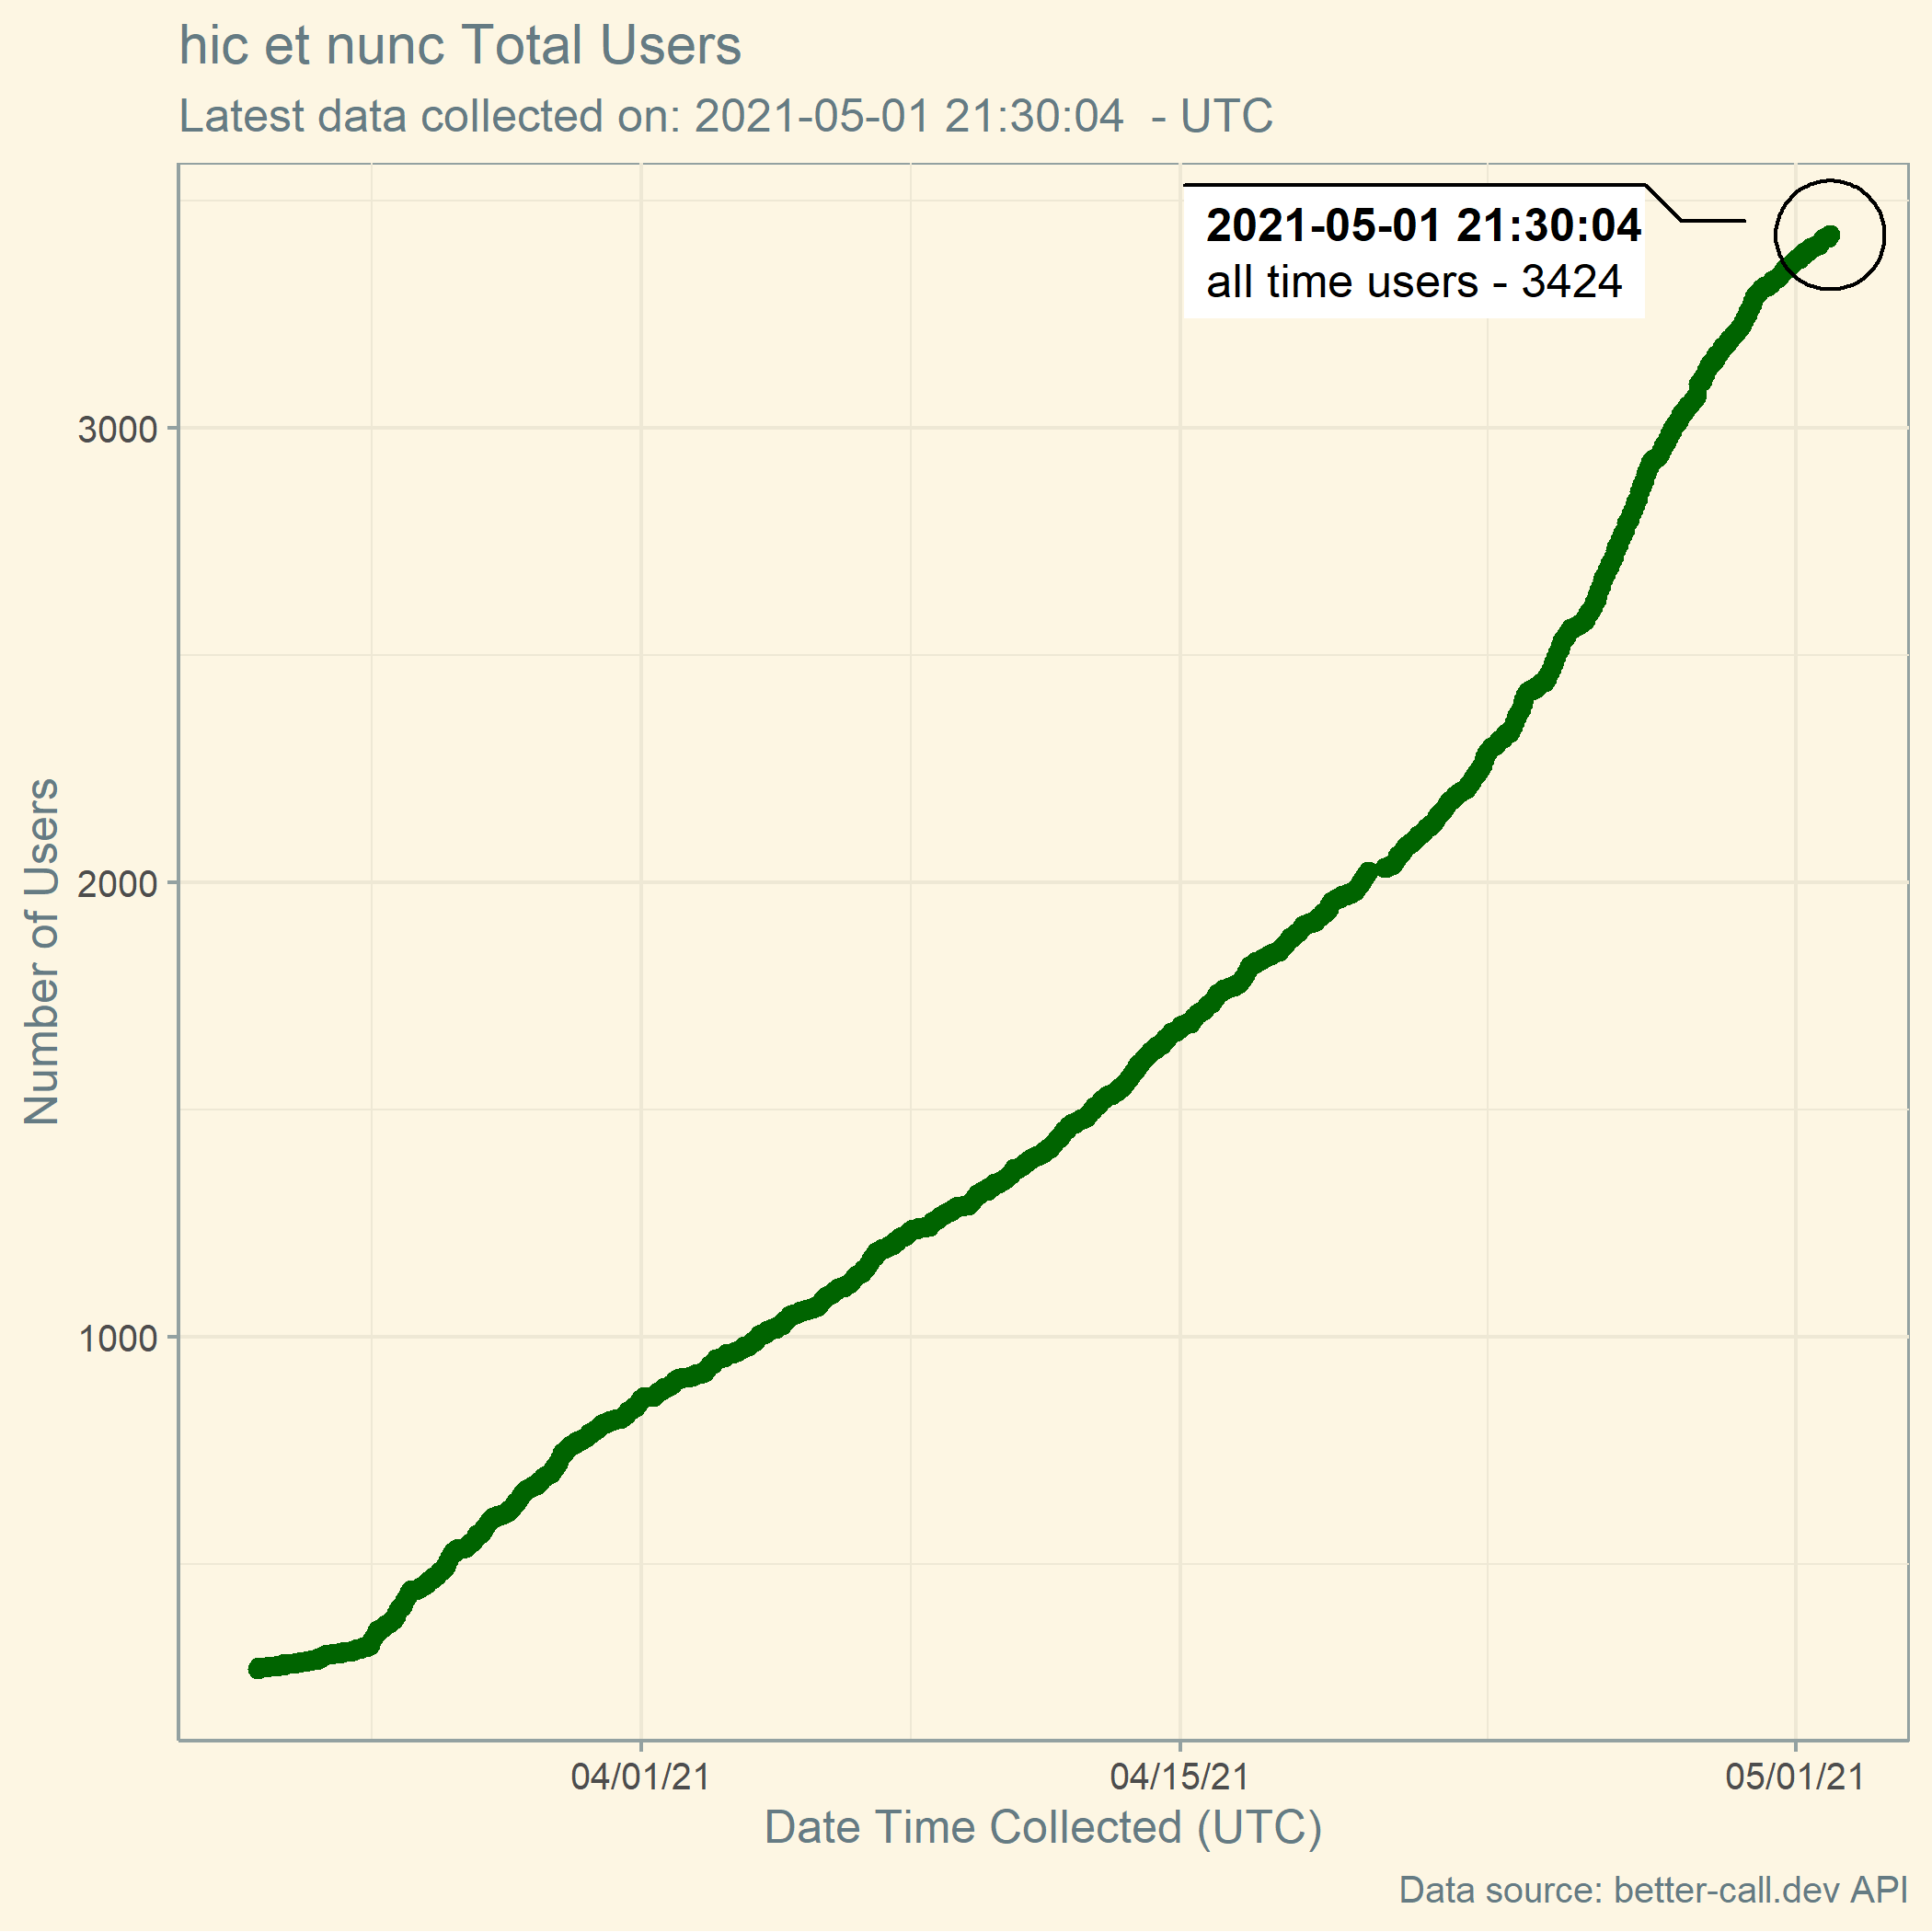 hic et nunc Total Users
Latest data collected on: 2021-05-01 21:30:04  - UTC
2021-05-01 21:30:04
all time users - 3424
3000
2000
1000
Number of Users
04/01/21
04/15/21
05/01/21
Date Time Collected (UTC)
Data source: better-call.dev API